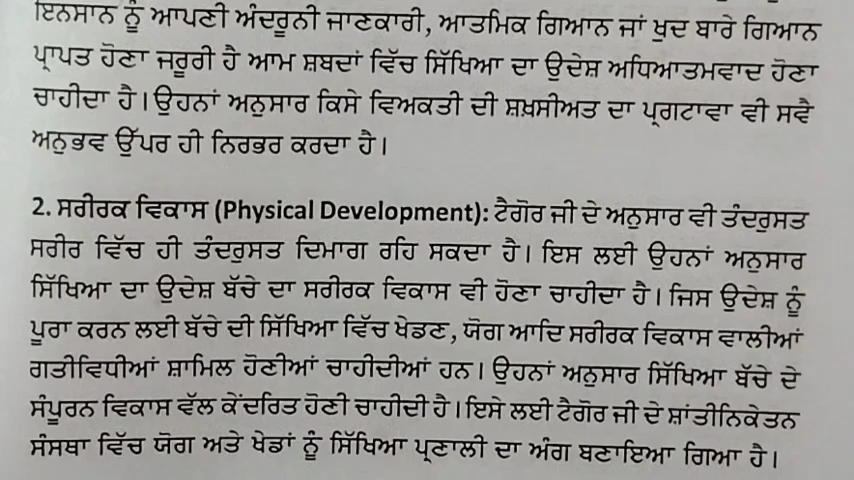 ਇਨਸਾਨ ਨੂੰ ਆਪਣੀ ਅੰਦਰੂਨੀ ਜਾਣਕਾਰੀ, ਆਤਮਿਕ ਗਿਆਨ ਜਾਂ ਖ਼ੁਦ ਬਾਰੇ ਗਿਆਨ
ਪ੍ਰਾਪਤ ਹੋਣਾ ਜ਼ਰੂਰੀ ਹੈ ਆਮ ਸ਼ਬਦਾਂ ਵਿੱਚ ਸਿੱਖਿਆ ਦਾ ਉਦੇਸ਼ ਅਧਿਆਤਮਵਾਦ ਹੋਣਾ
ਚਾਹੀਦਾ ਹੈ। ਉਹਨਾਂ ਅਨੁਸਾਰ ਕਿਸੇ ਵਿਅਕਤੀ ਦੀ ਸ਼ਖ਼ਸੀਅਤ ਦਾ ਪ੍ਰਗਟਾਵਾ ਵੀ ਸਵੈ
ਅਨੁਭਵ ਉੱਪਰ ਹੀ ਨਿਰਭਰ ਕਰਦਾ ਹੈ।
2. ਸਰੀਰਕ ਵਿਕਾਸ (Physical Development): ਟੈਗੋਰ ਜੀ ਦੇ ਅਨੁਸਾਰ ਵੀ ਤੰਦਰੁਸਤ
ਸਰੀਰ ਵਿੱਚ ਹੀ ਤੰਦਰੁਸਤ ਦਿਮਾਗ ਰਹਿ ਸਕਦਾ ਹੈ। ਇਸ ਲਈ ਉਹਨਾਂ ਅਨੁਸਾਰ
ਸਿੱਖਿਆ ਦਾ ਉਦੇਸ਼ ਬੱਚੇ ਦਾ ਸਰੀਰਕ ਵਿਕਾਸ ਵੀ ਹੋਣਾ ਚਾਹੀਦਾ ਹੈ। ਜਿਸ ਉਦੇਸ਼ ਨੂੰ
ਪੂਰਾ ਕਰਨ ਲਈ ਬੱਚੇ ਦੀ ਸਿੱਖਿਆ ਵਿੱਚ ਖੇਡਣ, ਯੋਗ ਆਦਿ ਸਰੀਰਕ ਵਿਕਾਸ ਵਾਲੀਆਂ
ਗਤੀਵਿਧੀਆਂ ਸ਼ਾਮਿਲ ਹੋਣੀਆਂ ਚਾਹੀਦੀਆਂ ਹਨ। ਉਹਨਾਂ ਅਨੁਸਾਰ ਸਿੱਖਿਆ ਬੱਚੇ ਦੇ
ਸੰਪੂਰਨ ਵਿਕਾਸ ਵੱਲ ਕੇਂਦਰਿਤ ਹੋਣੀ ਚਾਹੀਦੀ ਹੈ। ਇਸੇ ਲਈ ਟੈਗੋਰ ਜੀ ਦੇ ਸ਼ਾਂਤੀਨਿਕੇਤਨ
ਸੰਸਥਾ ਵਿੱਚ ਯੋਗ ਅਤੇ ਖੇਡਾਂ ਨੂੰ ਸਿੱਖਿਆ ਪ੍ਰਣਾਲੀ ਦਾ ਅੰਗ ਬਣਾਇਆ ਗਿਆ ਹੈ।